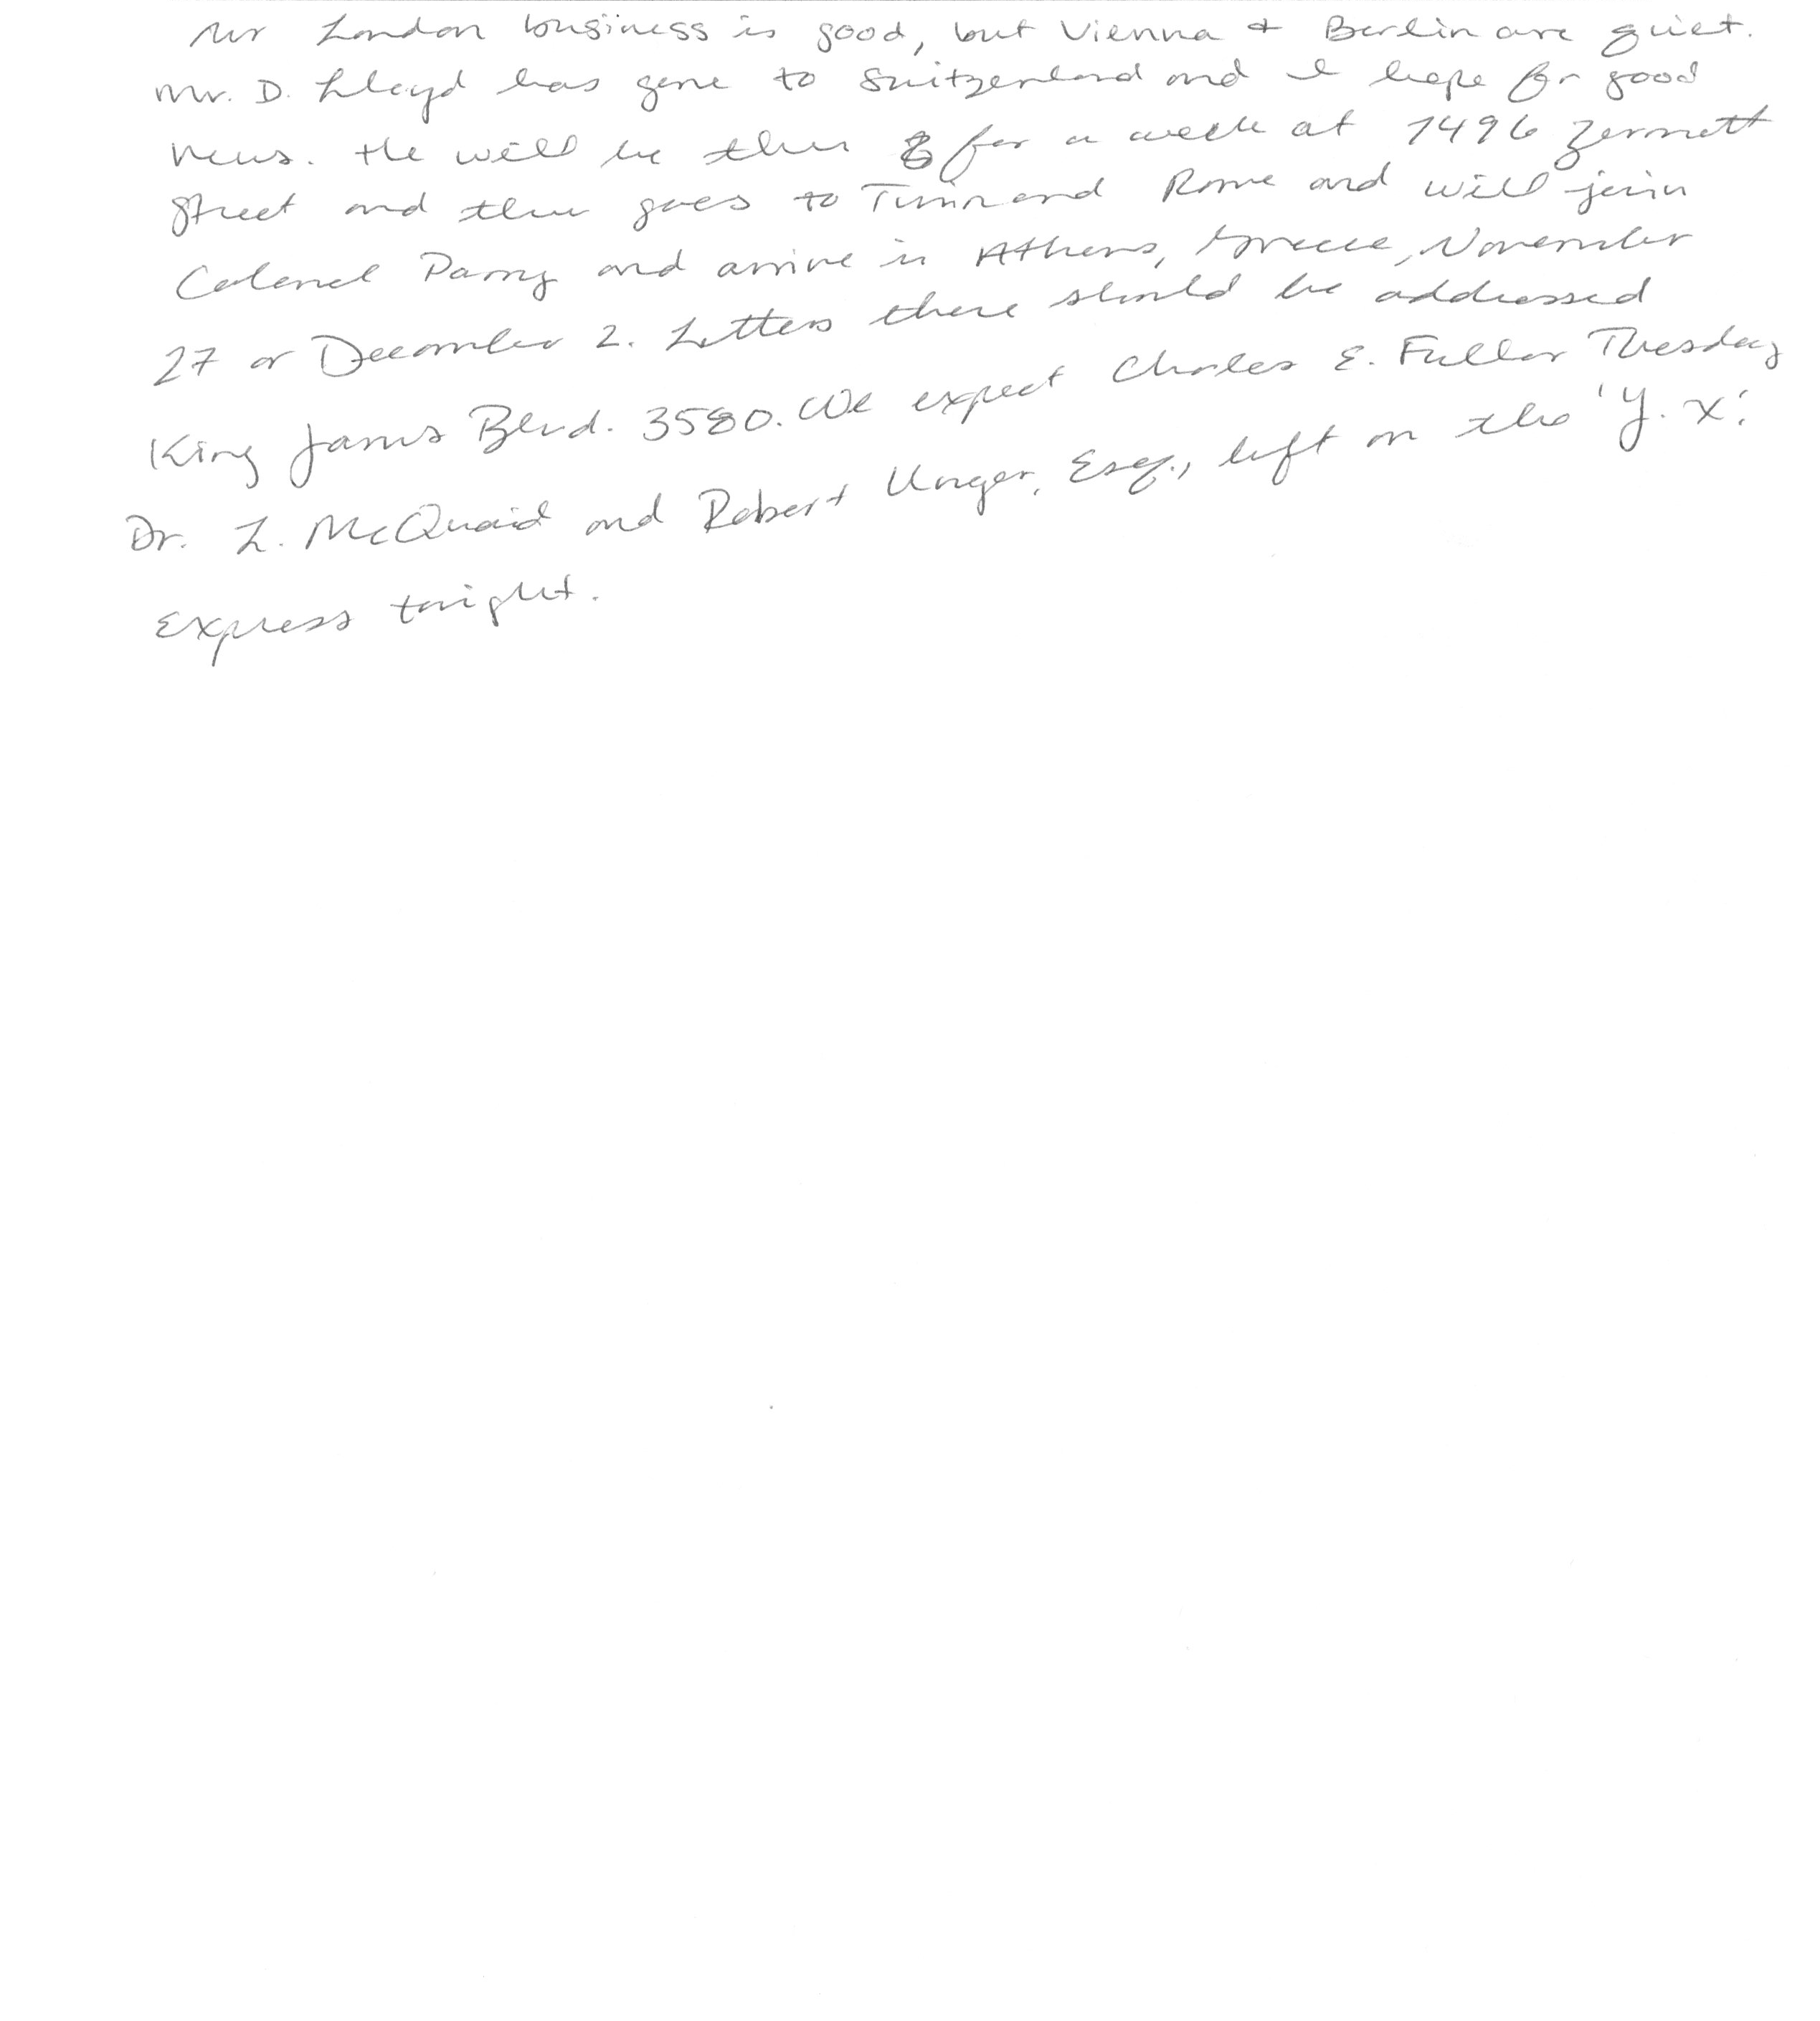 Our London business is good, but Vienna + Berlin are quiet.
Mr. D. Lloyd has gone to Switzerland and I hope for good
news. He will be there for a week at 1496 Zermott
Street and then goes to Turin and Rome and will join
Colonel Parry and arrive in Athens, Greece, November
27 or December 2. Letters there should be addressed
King James Blvd. 3580. We expect Charles E. Fuller Tuesday
Dr. L. McQuaid and Robert Unger, Esq., left on the 'Y. X.'
Express tonight.